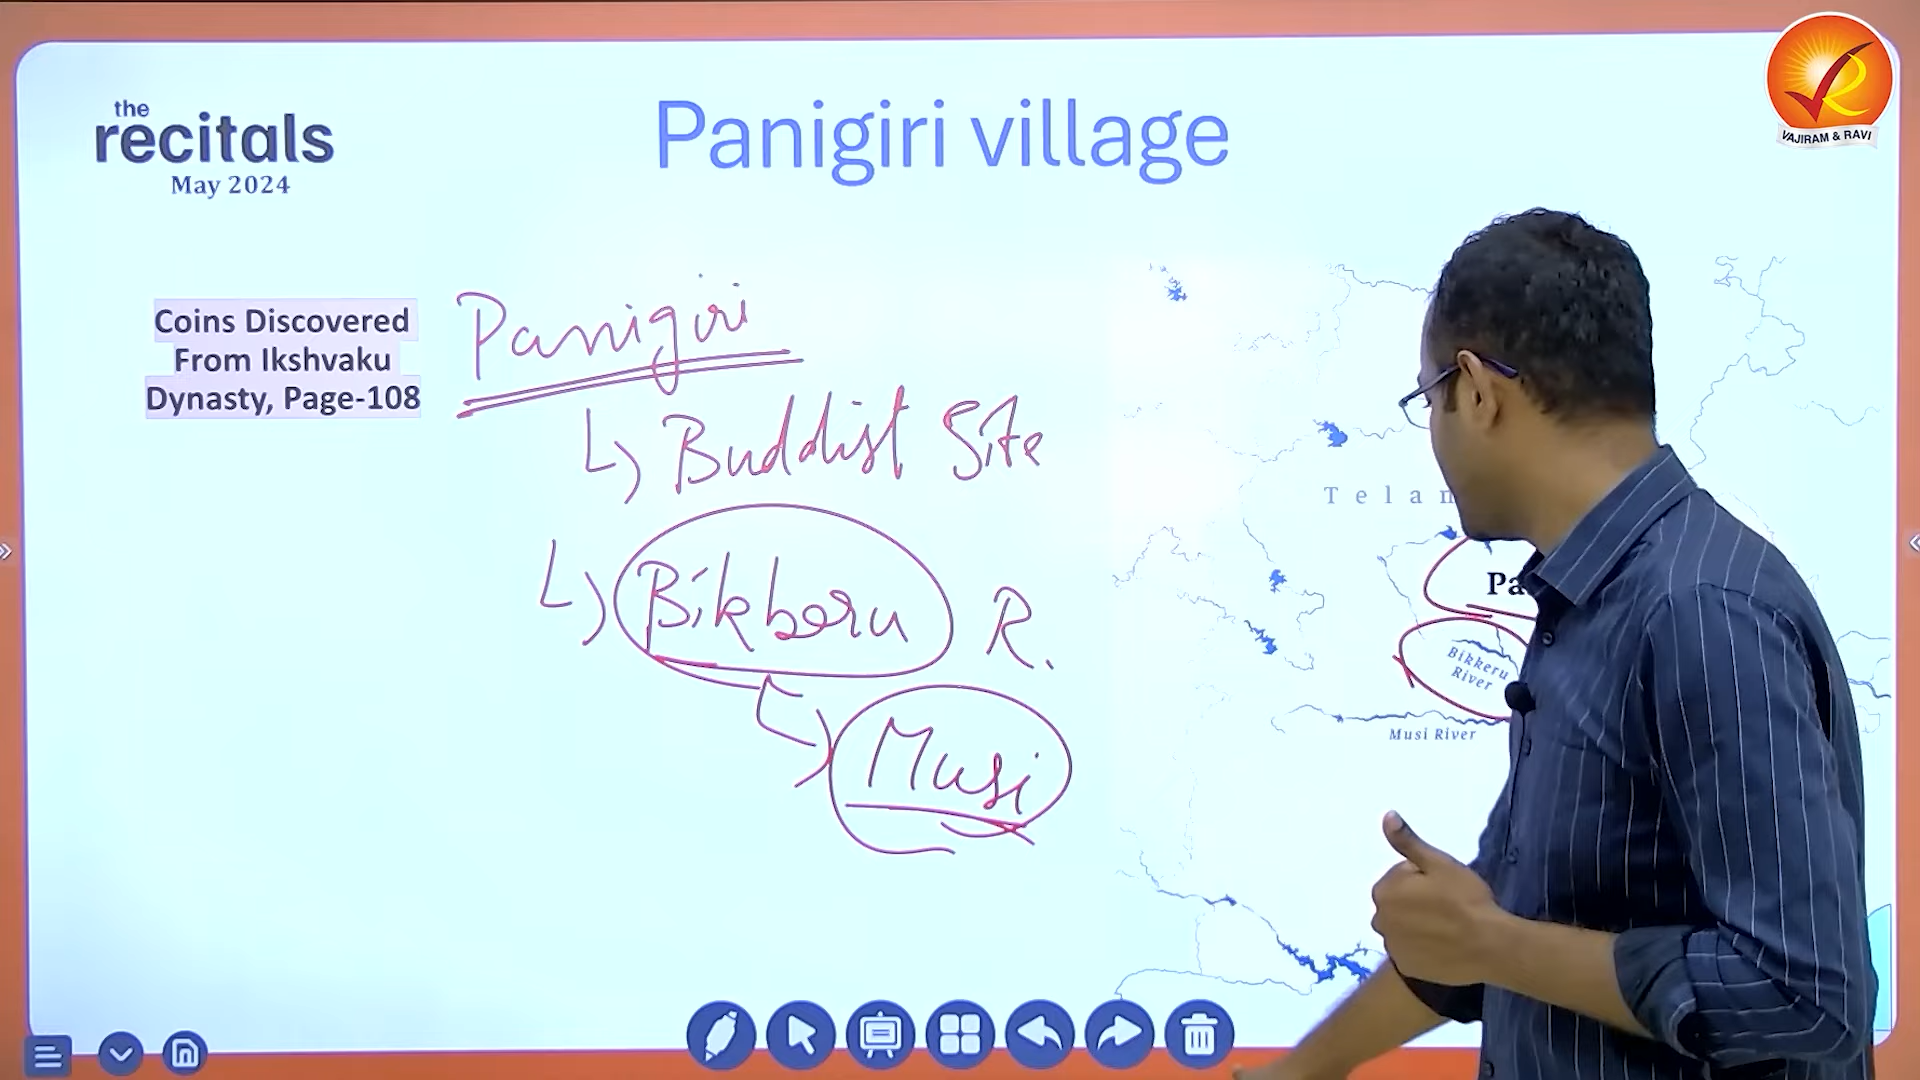 the
recitals
May 2024
Panigiri village
VAJIRAM & RAVI
Coins Discovered
From Ikshvaku
Dynasty, Page-108
Panigiri
Buddist Site
Bikberu R.
Musi
Telan
Pa
Bikkeru
River
Musi River